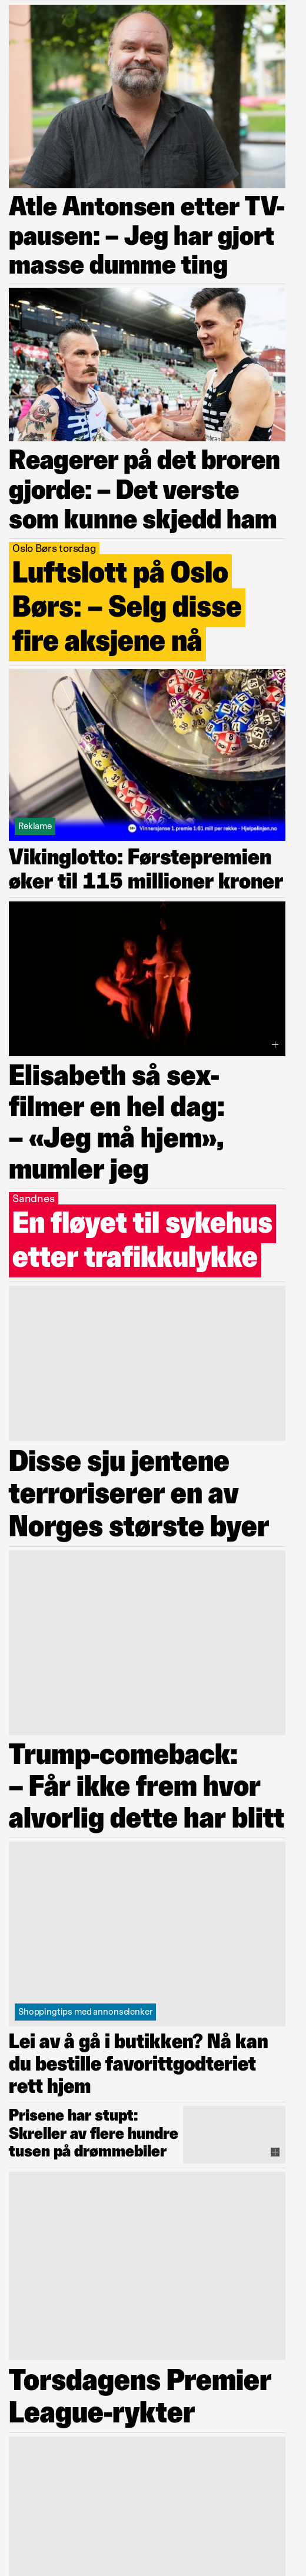 Atle Antonsen etter TV-
pausen: – Jeg har gjort
masse dumme ting
Reagerer på det broren
gjorde: – Det verste
som kunne skjedd ham
Oslo Børs torsdag
Luftslott på Oslo
Børs: – Selg disse
fire aksjene nå
Reklame
Vinnersjanse 1.premie 1:61 mill per rekke - Hjelpelinjen.no
Vikinglotto: Førstepremien
øker til 115 millioner kroner
Elisabeth så sex-
filmer en hel dag:
– «Jeg må hjem»,
mumler jeg
Sandnes
En fløyet til sykehus
etter trafikkulykke
Disse sju jentene
terroriserer en av
Norges største byer
Trump-comeback:
– Får ikke frem hvor
alvorlig dette har blitt
Shoppingtips med annonselenker
Lei av å gå i butikken? Nå kan
du bestille favorittgodteriet
rett hjem
Prisene har stupt:
Skreller av flere hundre
tusen på drømmebiler
Torsdagens Premier
League-rykter